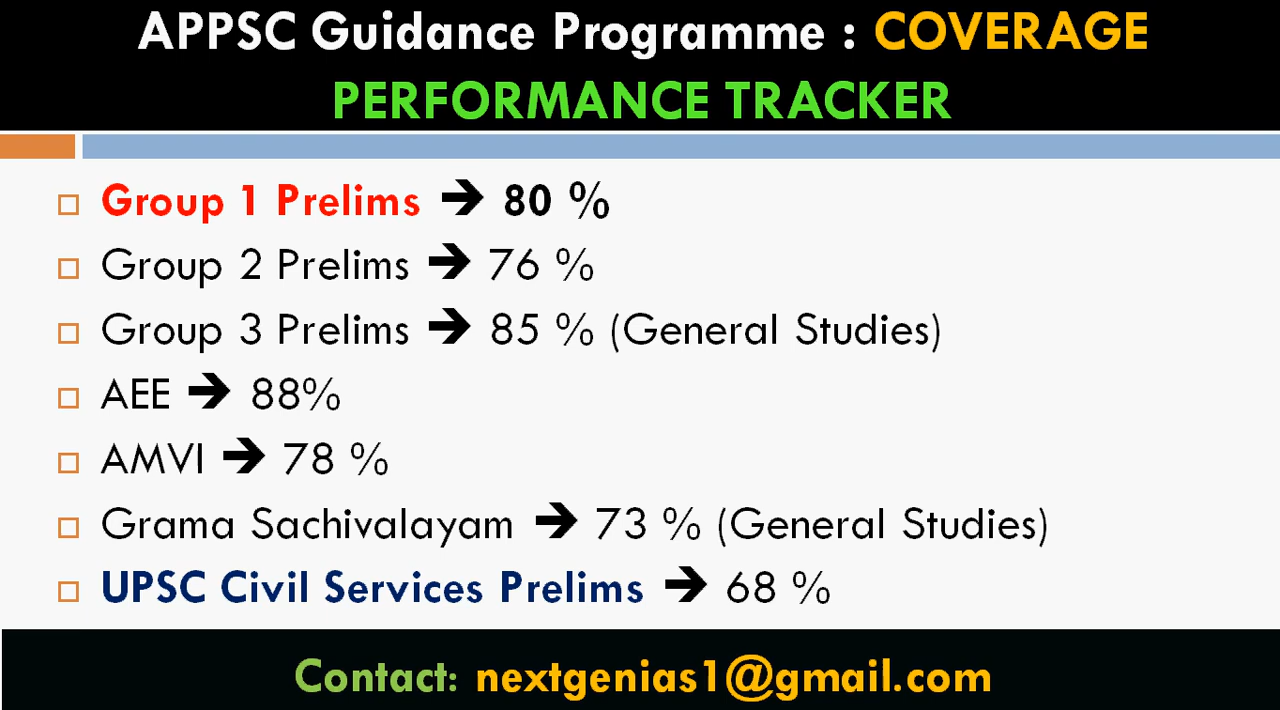 APPSC Guidance Programme : COVERAGE
PERFORMANCE TRACKER
Group 1 Prelims ➔ 80 %
Group 2 Prelims ➔ 76 %
Group 3 Prelims ➔ 85 % (General Studies)
AEE ➔ 88%
AMVI ➔ 78 %
Grama Sachivalayam ➔ 73 % (General Studies)
UPSC Civil Services Prelims ➔ 68 %
Contact: nextgenias1@gmail.com